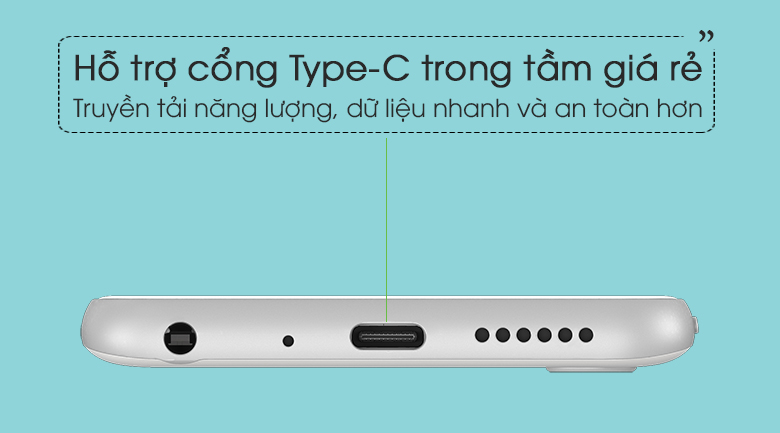 ”
Hỗ trợ cổng Type-C trong tầm giá rẻ
Truyền tải năng lượng, dữ liệu nhanh và an toàn hơn